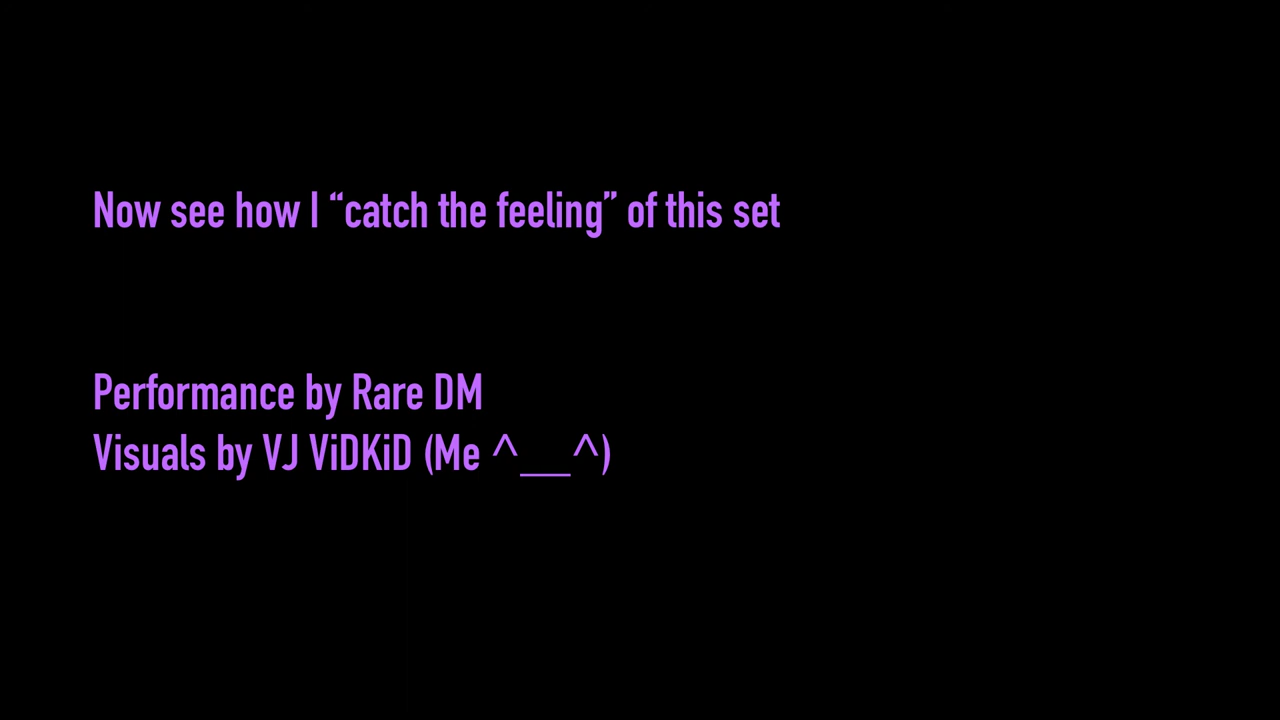 Now see how I “catch the feeling” of this set
Performance by Rare DM
Visuals by VJ ViDKiD (Me ^__^)